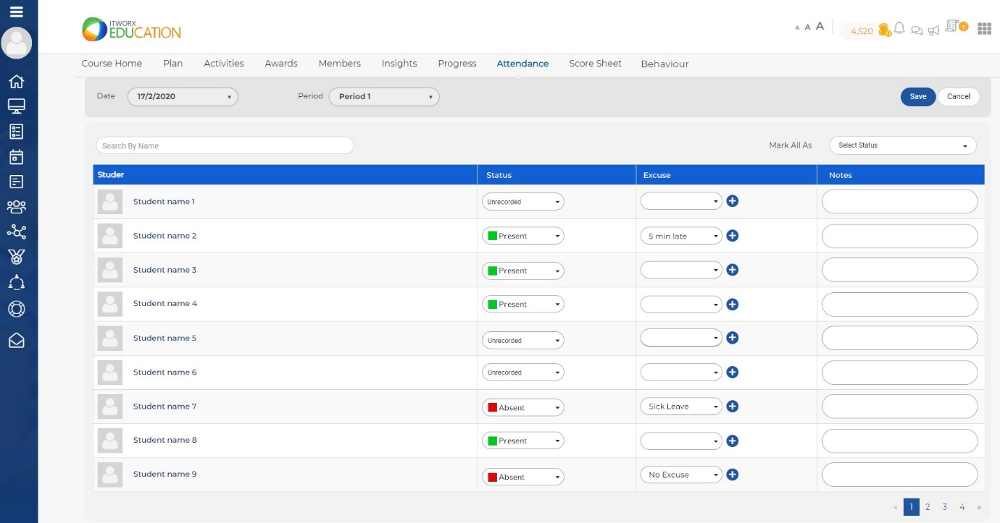 ITWORX
EDUCATION
A A A
4,520
1
Course Home Plan Activities Awards Members Insights Progress Attendance Score Sheet Behaviour
Date 17/2/2020 Period Period 1 Save Cancel
Search By Name Mark All As Select Status
Studer Status Excuse Notes
Student name 1 Unrecorded
Student name 2 Present 5 min late
Student name 3 Present
Student name 4 Present
Student name 5 Unrecorded
Student name 6 Unrecorded
Student name 7 Absent Sick Leave
Student name 8 Present
Student name 9 Absent No Excuse
« 1 2 3 4 »